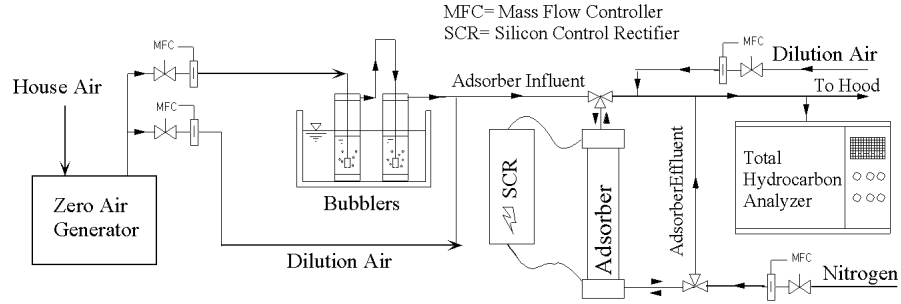 MFC= Mass Flow Controller
SCR= Silicon Control Rectifier
MFC
MFC
Dilution Air
House Air
Adsorber Influent
To Hood
MFC
Zero Air
Generator
Bubblers
SCR
Adsorber
AdsorberEffluent
Total
Hydrocarbon
Analyzer
Dilution Air
MFC
Nitrogen